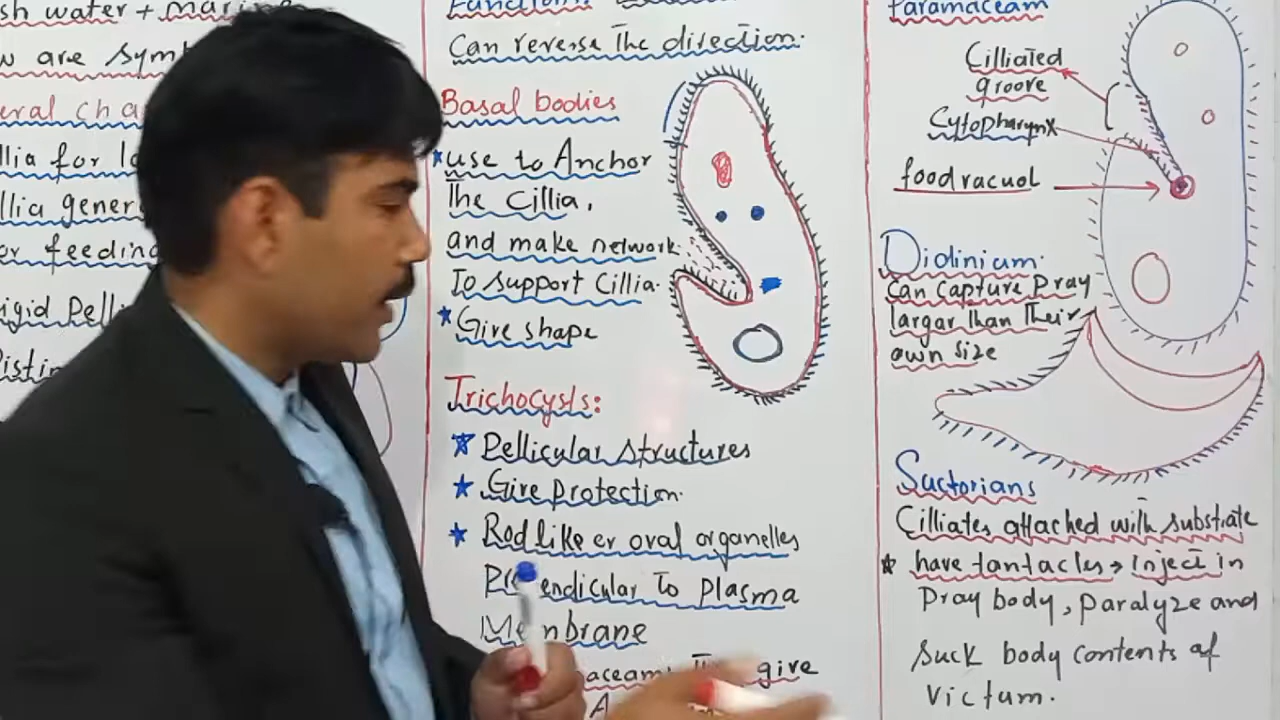 sh water + marine
w are sym
eral cha
llia for lo
llia gener
or feeding
igid Pelli
istin
Function:
Can reverse The direction.
Basal bodies
* use to Anchor
The Cillia,
and make network
To support Cillia.
* Give shape
Trichocysts:
★ Pellicular structures
★ Give protection.
★ Rod like or oval organelles
endicular To plasma
Membrane
give
Paramaceam
Cilliated
groove
Cytopharynx
food vacuol
Didinium.
can capture pray
largar Than Their
own size
Suctorians
Cilliates attached with substrate
* have tantacles → Inject in
Pray body, paralyze and
suck body contents of
victum.